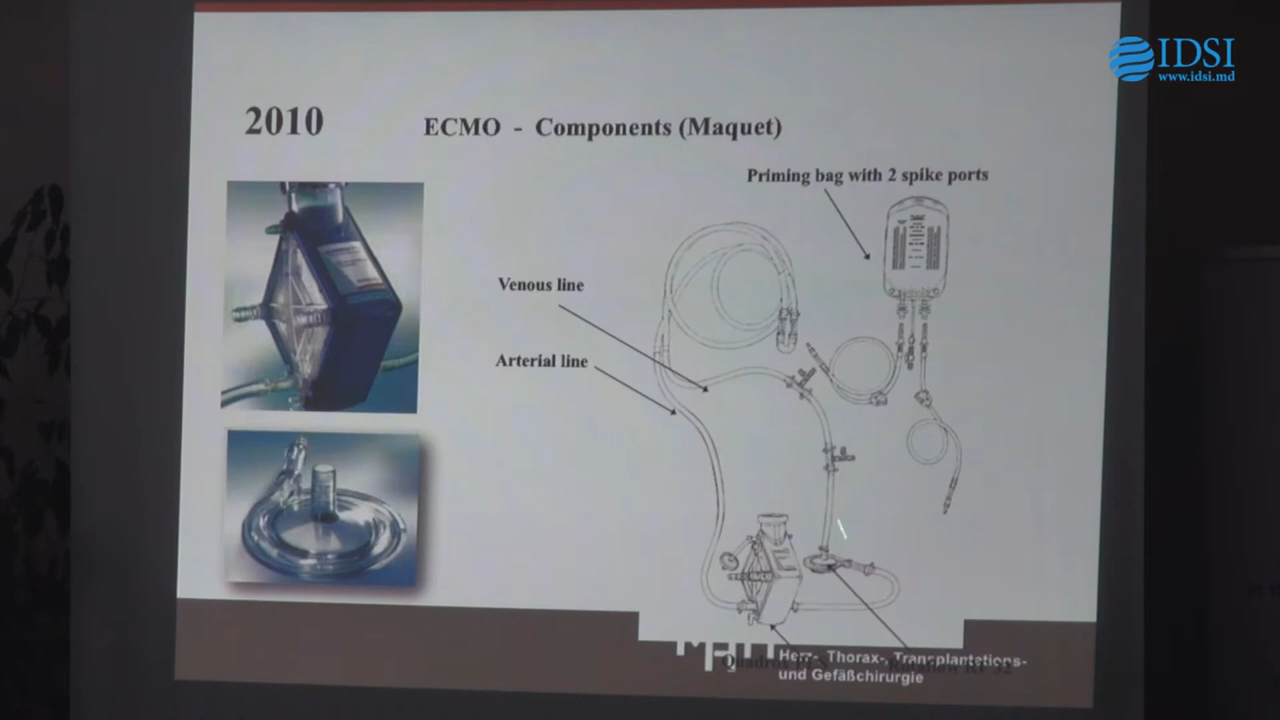 IDSI
www.idsi.md
2010
ECMO - Components (Maquet)
Priming bag with 2 spike ports
Venous line
Arterial line
Herz-, Thorax-, Transplantations-
und Gefäßchirurgie